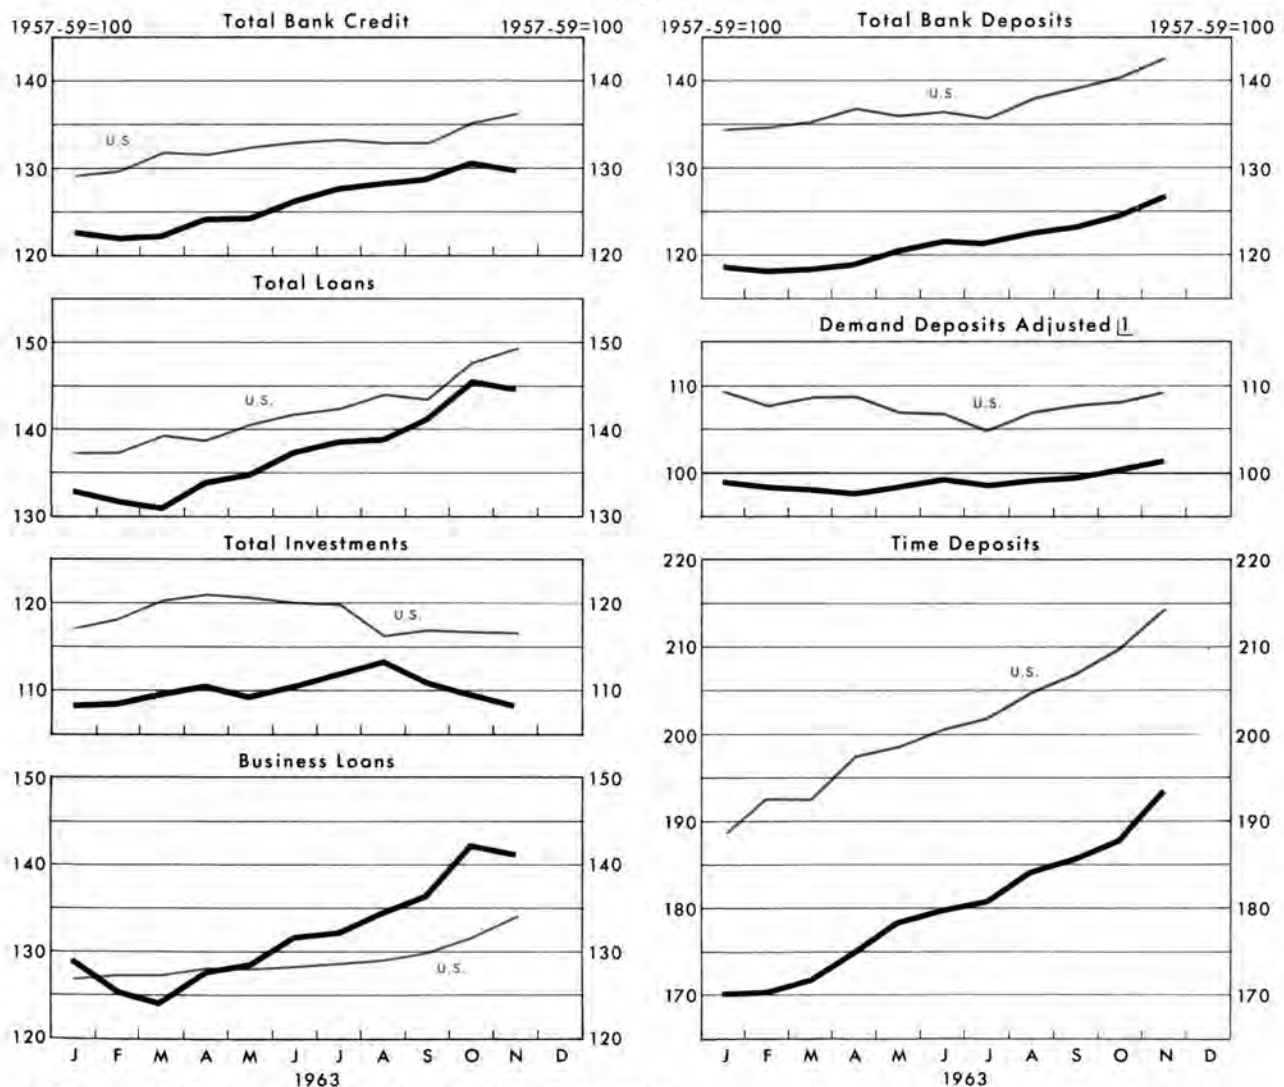 Total Bank Credit
1957-59=100 1957-59=100
140 140
U.S.
130 130
120 120
Total Loans
150 150
U.S.
140 140
130 130
Total Investments
120 120
U.S.
110 110
Business Loans
150 150
140 140
130 130
U.S.
120 120
J F M A M J J A S O N D
1963
Total Bank Deposits
1957-59=100 1957-59=100
140 140
U.S.
130 130
120 120
Demand Deposits Adjusted 1
110 110
U.S.
100 100
Time Deposits
220 220
210 210
U.S.
200 200
190 190
180 180
170 170
J F M A M J J A S O N D
1963